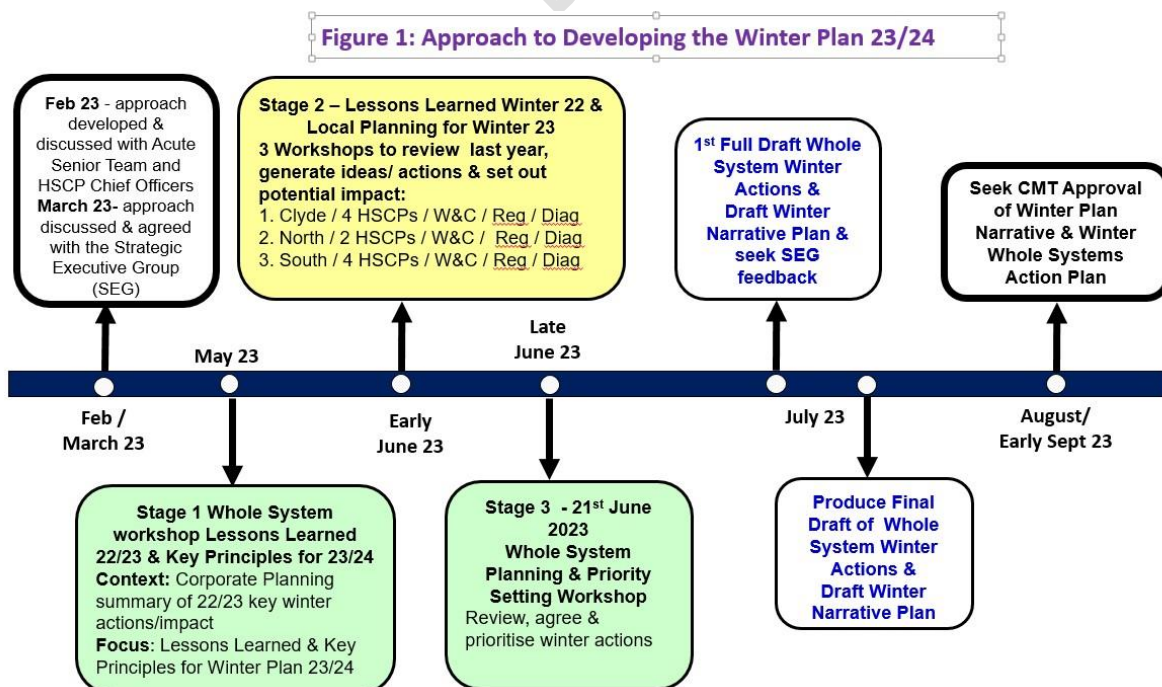 Figure 1: Approach to Developing the Winter Plan 23/24
Feb 23 - approach
developed &
discussed with Acute
Senior Team and
HSCP Chief Officers
March 23- approach
discussed & agreed
with the Strategic
Executive Group
(SEG)
Stage 2 – Lessons Learned Winter 22 &
Local Planning for Winter 23
3 Workshops to review last year,
generate ideas/ actions & set out
potential impact:
1. Clyde / 4 HSCPs / W&C / Reg / Diag
2. North / 2 HSCPs / W&C / Reg / Diag
3. South / 4 HSCPs / W&C / Reg / Diag
1st Full Draft Whole
System Winter
Actions &
Draft Winter
Narrative Plan &
seek SEG
feedback
Seek CMT Approval
of Winter Plan
Narrative & Winter
Whole Systems
Action Plan
May 23
Late
June 23
Feb /
March 23
Early
June 23
July 23
August/
Early Sept 23
Stage 1 Whole System
workshop Lessons Learned
22/23 & Key Principles for 23/24
Context: Corporate Planning
summary of 22/23 key winter
actions/impact
Focus: Lessons Learned & Key
Principles for Winter Plan 23/24
Stage 3 - 21st June
2023
Whole System
Planning & Priority
Setting Workshop
Review, agree &
prioritise winter actions
Produce Final
Draft of Whole
System Winter
Actions &
Draft Winter
Narrative Plan